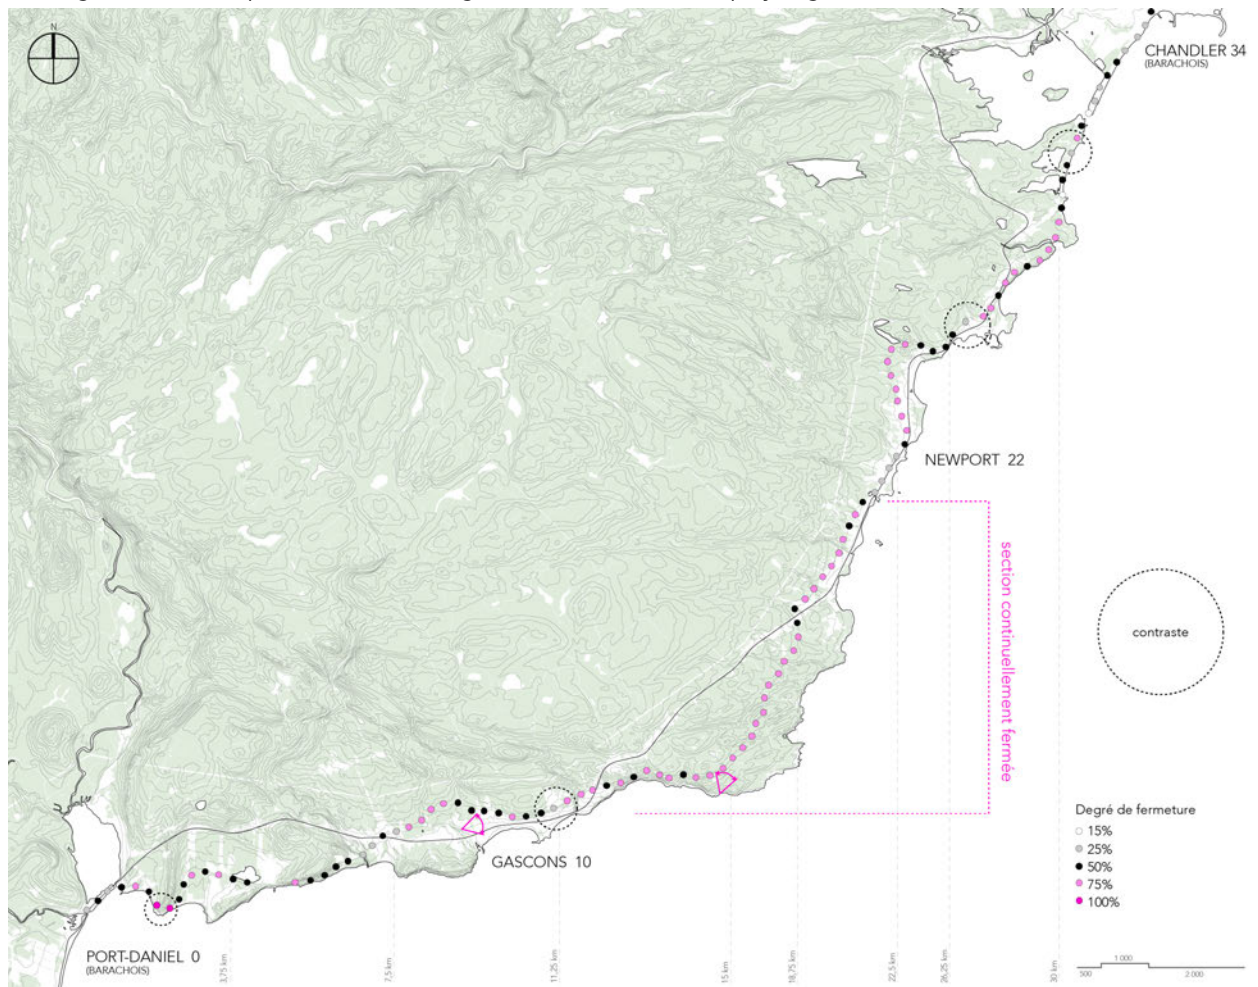 N
CHANDLER 34
(BARACHOIS)
NEWPORT 22
section continuellement fermée
contraste
GASCONS 10
PORT-DANIEL 0
(BARACHOIS)
Degré de fermeture
15%
25%
50%
75%
100%
3,75 km
7,5 km
11,25 km
15 km
18,75 km
22,5 km
26,25 km
30 km
1 000
500
2 000